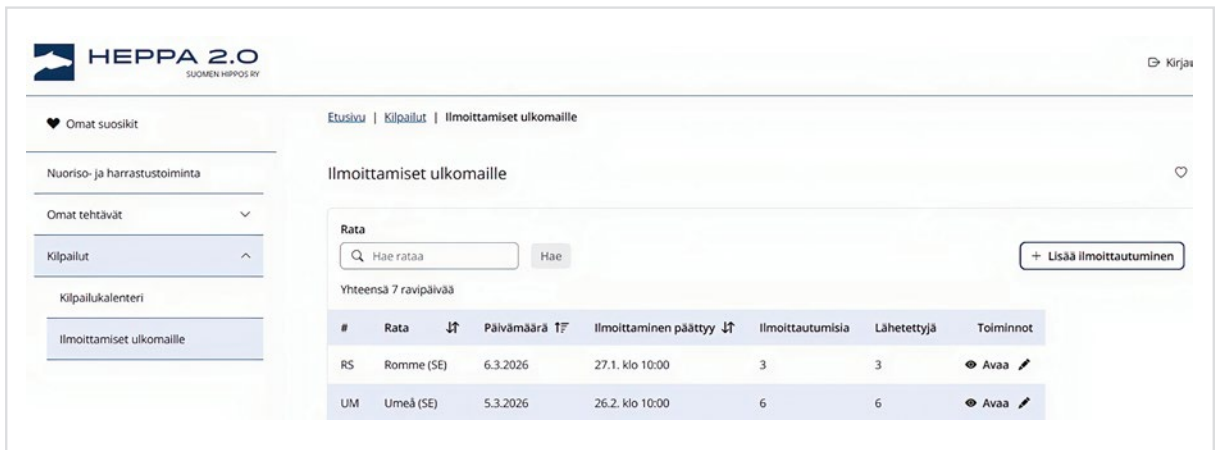 HEPPA 2.0
SUOMEN HIPPOS RY
Omat suosikit
Nuoriso- ja harrastustoiminta
Omat tehtävät
Kilpailut
Kilpailukalenteri
Ilmoittamiset ulkomaille
Etusivu | Kilpailut | Ilmoittamiset ulkomaille
Ilmoittamiset ulkomaille
Rata
Hae rataa Hae
+ Lisää ilmoittautuminen
Yhteensä 7 ravipäivää
# Rata Päivämäärä Ilmoittaminen päättyy Ilmoittautumisia Lähetettyjä Toiminnot
RS Romme (SE) 6.3.2026 27.1. klo 10:00 3 3 Avaa
UM Umeå (SE) 5.3.2026 26.2. klo 10:00 6 6 Avaa